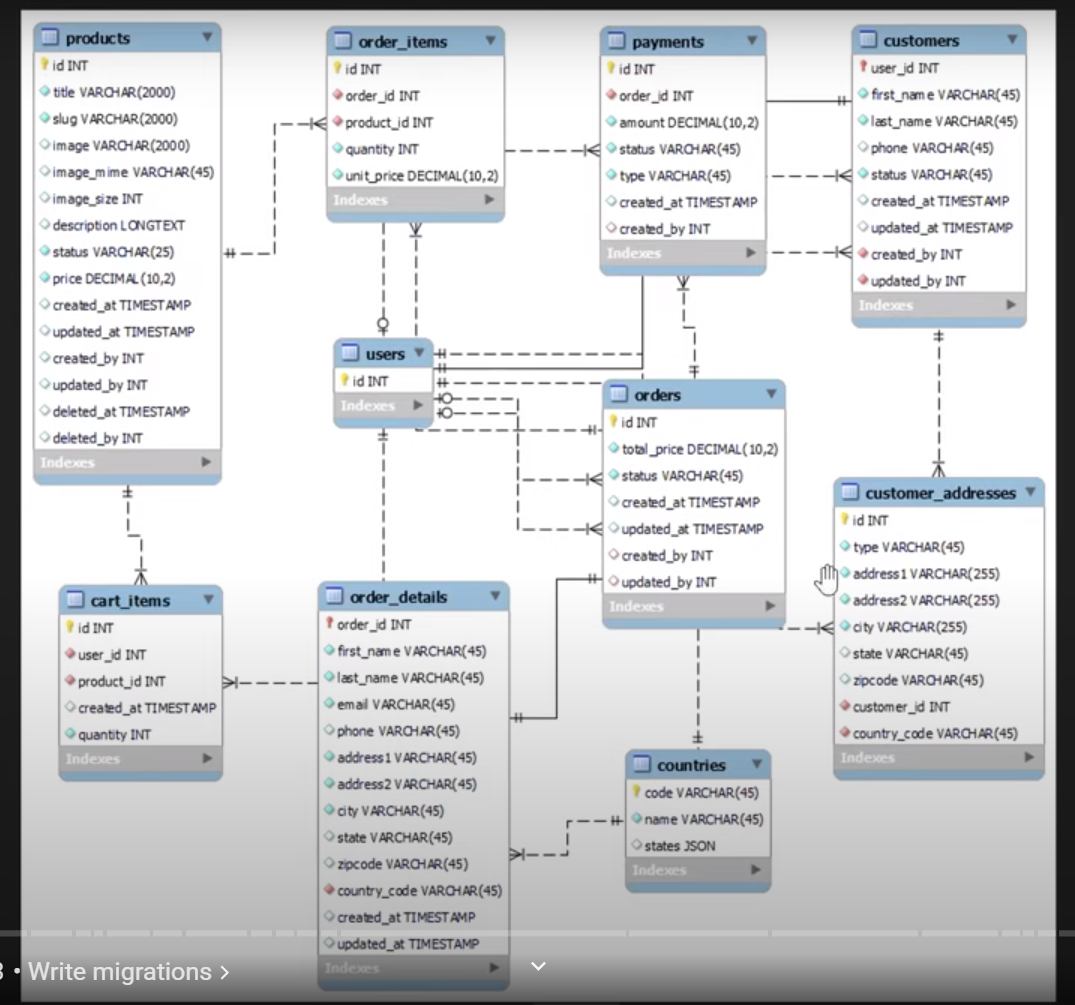 products
id INT
title VARCHAR(2000)
slug VARCHAR(2000)
image VARCHAR(2000)
image_mime VARCHAR(45)
image_size INT
description LONGTEXT
status VARCHAR(25)
price DECIMAL(10,2)
created_at TIMESTAMP
updated_at TIMESTAMP
created_by INT
updated_by INT
deleted_at TIMESTAMP
deleted_by INT
Indexes
order_items
id INT
order_id INT
product_id INT
quantity INT
unit_price DECIMAL(10,2)
Indexes
payments
id INT
order_id INT
amount DECIMAL(10,2)
status VARCHAR(45)
type VARCHAR(45)
created_at TIMESTAMP
created_by INT
Indexes
customers
user_id INT
first_name VARCHAR(45)
last_name VARCHAR(45)
phone VARCHAR(45)
status VARCHAR(45)
created_at TIMESTAMP
updated_at TIMESTAMP
created_by INT
updated_by INT
Indexes
users
id INT
Indexes
orders
id INT
total_price DECIMAL(10,2)
status VARCHAR(45)
created_at TIMESTAMP
updated_at TIMESTAMP
created_by INT
updated_by INT
Indexes
customer_addresses
id INT
type VARCHAR(45)
address1 VARCHAR(255)
address2 VARCHAR(255)
city VARCHAR(255)
state VARCHAR(45)
zipcode VARCHAR(45)
customer_id INT
country_code VARCHAR(45)
Indexes
cart_items
id INT
user_id INT
product_id INT
created_at TIMESTAMP
quantity INT
Indexes
order_details
order_id INT
first_name VARCHAR(45)
last_name VARCHAR(45)
email VARCHAR(45)
phone VARCHAR(45)
address1 VARCHAR(45)
address2 VARCHAR(45)
city VARCHAR(45)
state VARCHAR(45)
zipcode VARCHAR(45)
country_code VARCHAR(45)
created_at TIMESTAMP
updated_at TIMESTAMP
Indexes
countries
code VARCHAR(45)
name VARCHAR(45)
states JSON
Indexes
• Write migrations >